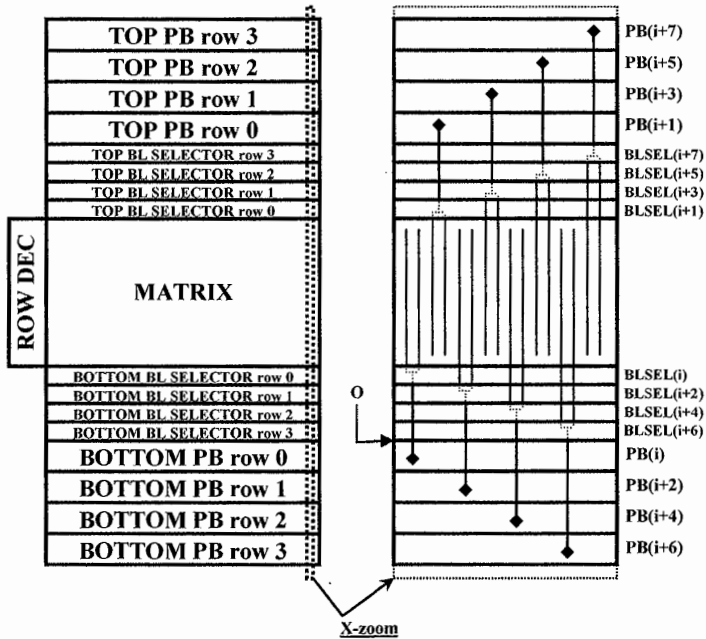 TOP PB row 3
TOP PB row 2
TOP PB row 1
TOP PB row 0
TOP BL SELECTOR row 3
TOP BL SELECTOR row 2
TOP BL SELECTOR row 1
TOP BL SELECTOR row 0
ROW DEC
MATRIX
BOTTOM BL SELECTOR row 0
BOTTOM BL SELECTOR row 1
BOTTOM BL SELECTOR row 2
BOTTOM BL SELECTOR row 3
BOTTOM PB row 0
BOTTOM PB row 1
BOTTOM PB row 2
BOTTOM PB row 3
O
PB(i+7)
PB(i+5)
PB(i+3)
PB(i+1)
BLSEL(i+7)
BLSEL(i+5)
BLSEL(i+3)
BLSEL(i+1)
BLSEL(i)
BLSEL(i+2)
BLSEL(i+4)
BLSEL(i+6)
PB(i)
PB(i+2)
PB(i+4)
PB(i+6)
X-zoom